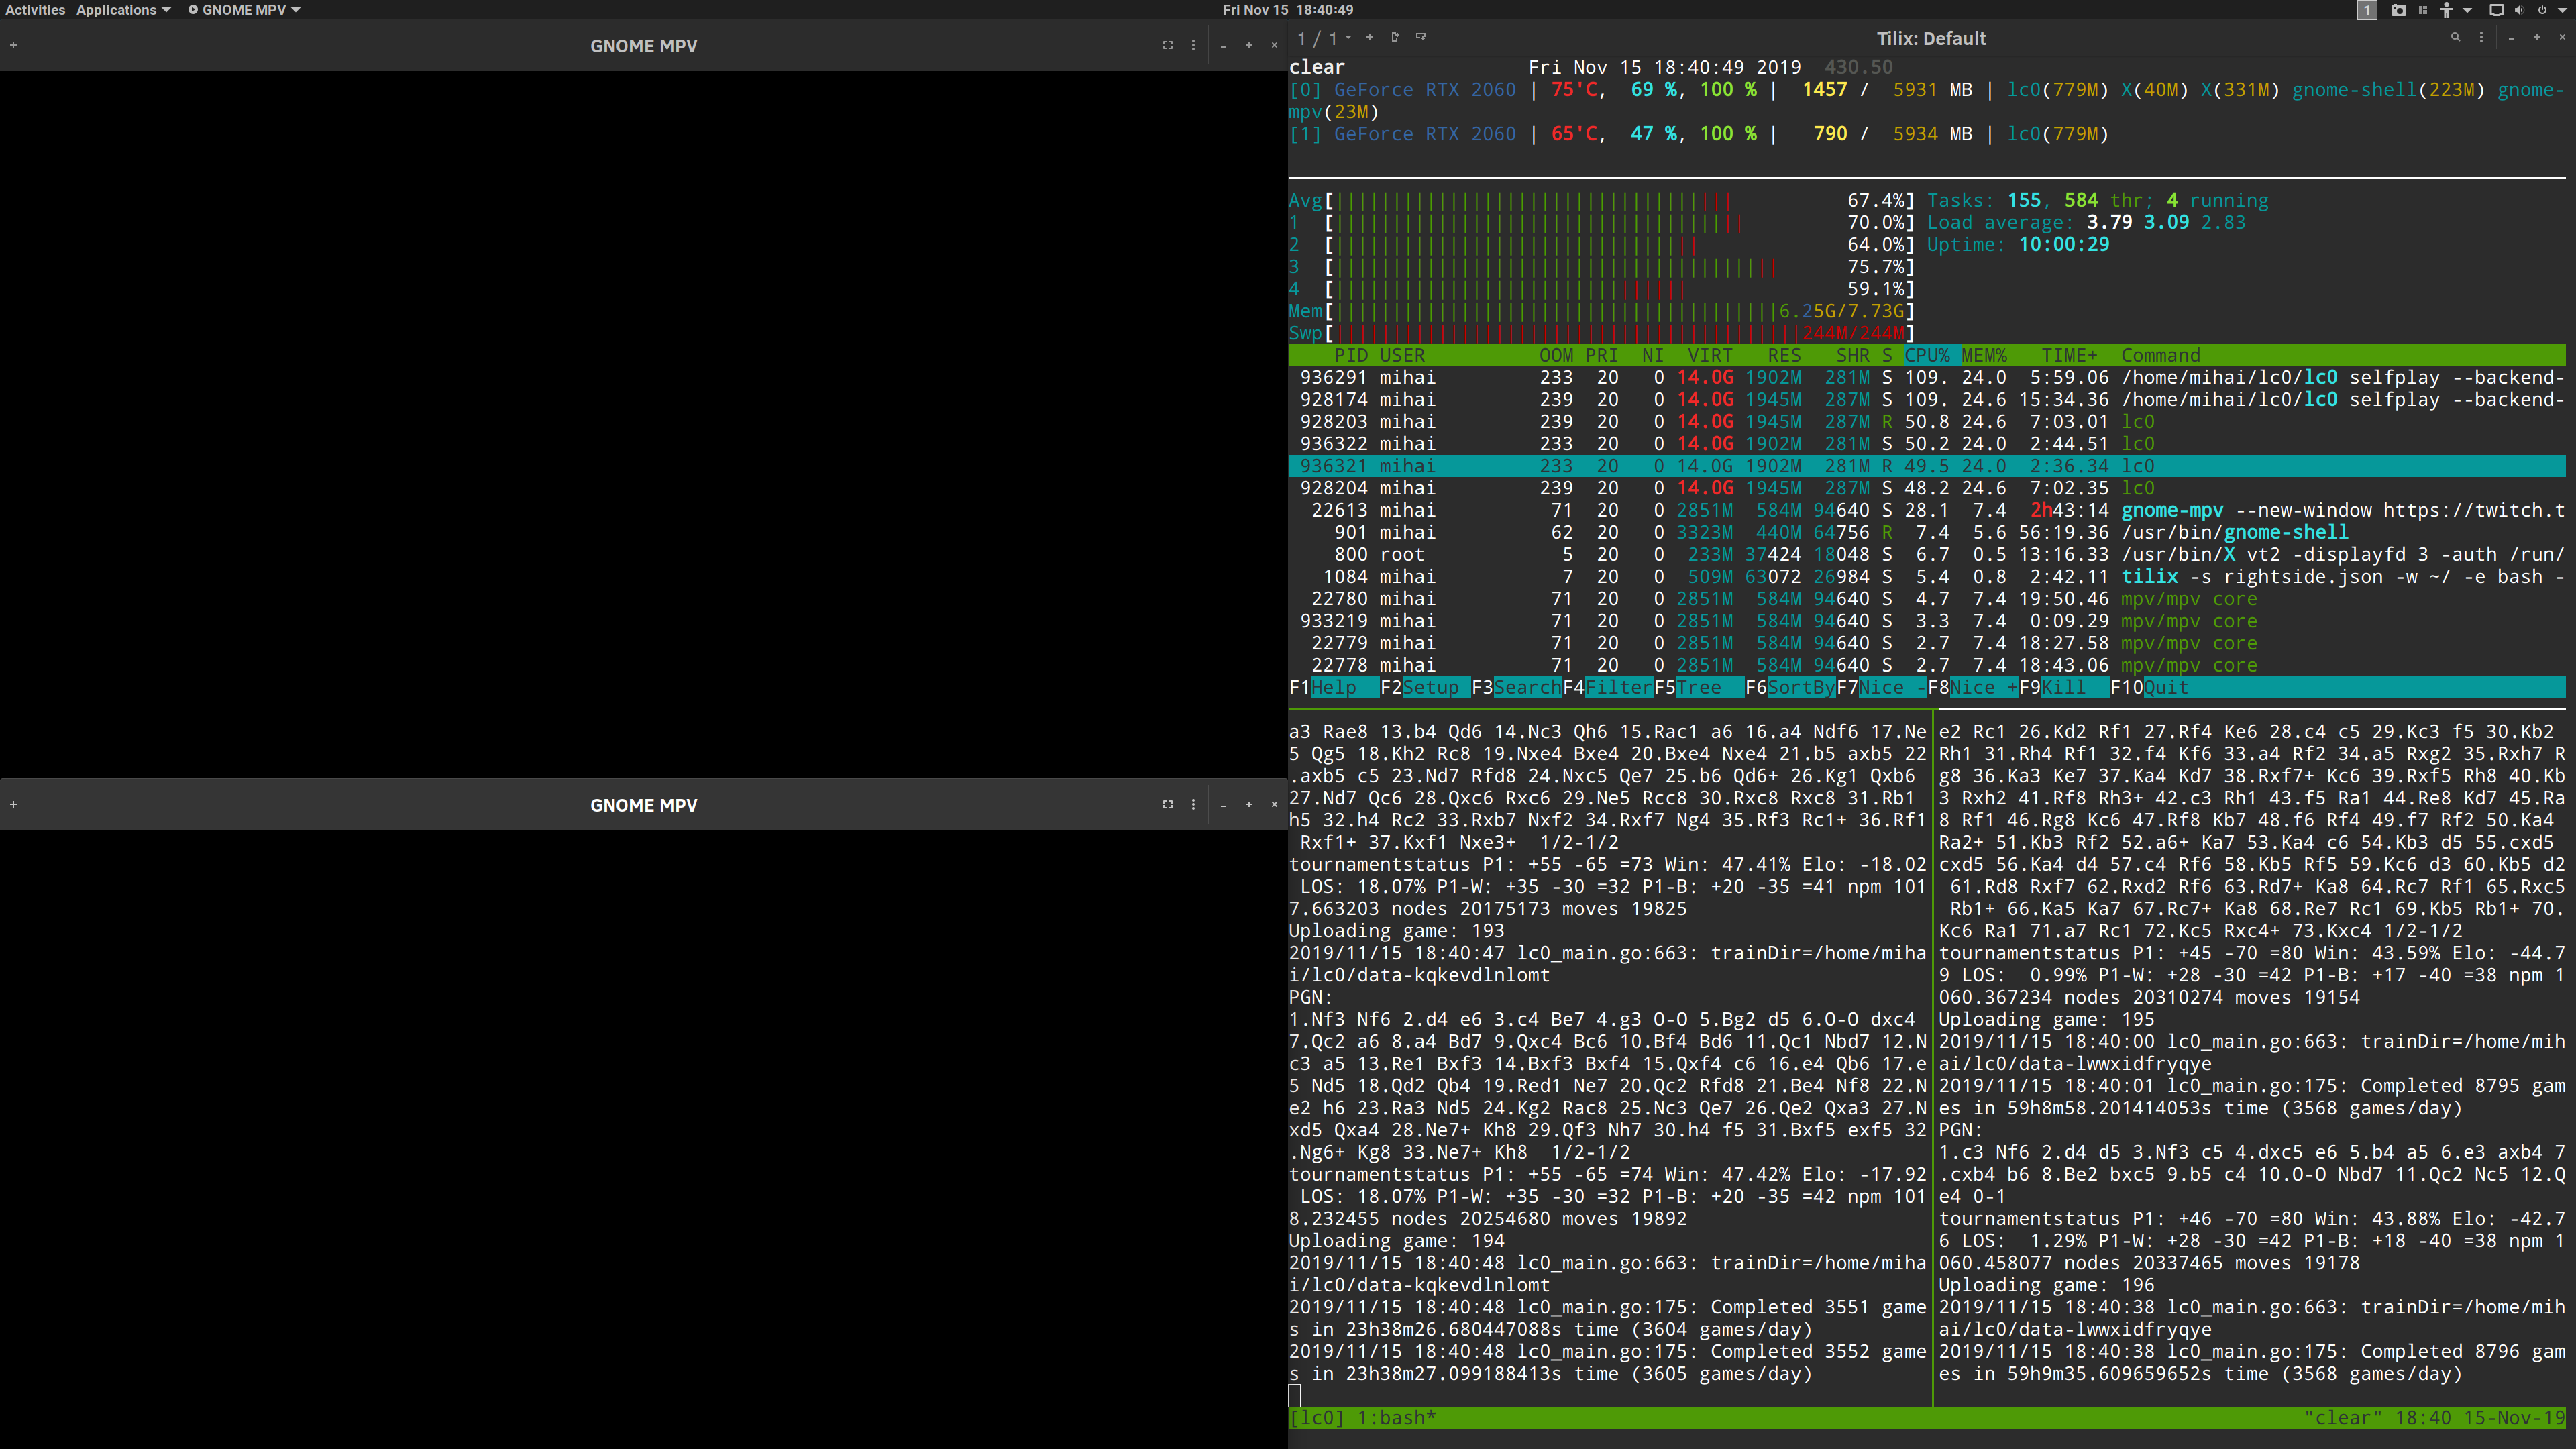 Activities Applications GNOME MPV Fri Nov 15 18:40:49 1
GNOME MPV
GNOME MPV
1 / 1 Tilix: Default
clear Fri Nov 15 18:40:49 2019 430.50
[0] GeForce RTX 2060 | 75'C, 69 %, 100 % | 1457 / 5931 MB | lc0(779M) X(40M) X(331M) gnome-shell(223M) gnome-
mpv(23M)
[1] GeForce RTX 2060 | 65'C, 47 %, 100 % | 790 / 5934 MB | lc0(779M)
Avg[ 67.4%] Tasks: 155, 584 thr; 4 running
1 [ 70.0%] Load average: 3.79 3.09 2.83
2 [ 64.0%] Uptime: 10:00:29
3 [ 75.7%]
4 [ 59.1%]
Mem[ 6.25G/7.73G]
Swp[ 244M/244M]
PID USER OOM PRI NI VIRT RES SHR S CPU% MEM% TIME+ Command
936291 mihai 233 20 0 14.0G 1902M 281M S 109. 24.0 5:59.06 /home/mihai/lc0/lc0 selfplay --backend-
928174 mihai 239 20 0 14.0G 1945M 287M S 109. 24.6 15:34.36 /home/mihai/lc0/lc0 selfplay --backend-
928203 mihai 239 20 0 14.0G 1945M 287M R 50.8 24.6 7:03.01 lc0
936322 mihai 233 20 0 14.0G 1902M 281M S 50.2 24.0 2:44.51 lc0
936321 mihai 233 20 0 14.0G 1902M 281M R 49.5 24.0 2:36.34 lc0
928204 mihai 239 20 0 14.0G 1945M 287M S 48.2 24.6 7:02.35 lc0
22613 mihai 71 20 0 2851M 584M 94640 S 28.1 7.4 2h43:14 gnome-mpv --new-window https://twitch.t
901 mihai 62 20 0 3323M 440M 64756 R 7.4 5.6 56:19.36 /usr/bin/gnome-shell
800 root 5 20 0 233M 37424 18048 S 6.7 0.5 13:16.33 /usr/bin/X vt2 -displayfd 3 -auth /run/
1084 mihai 7 20 0 509M 63072 26984 S 5.4 0.8 2:42.11 tilix -s rightside.json -w ~/ -e bash -
22780 mihai 71 20 0 2851M 584M 94640 S 4.7 7.4 19:50.46 mpv/mpv core
933219 mihai 71 20 0 2851M 584M 94640 S 3.3 7.4 0:09.29 mpv/mpv core
22779 mihai 71 20 0 2851M 584M 94640 S 2.7 7.4 18:27.58 mpv/mpv core
22778 mihai 71 20 0 2851M 584M 94640 S 2.7 7.4 18:43.06 mpv/mpv core
F1Help F2Setup F3SearchF4FilterF5Tree F6SortByF7Nice -F8Nice +F9Kill F10Quit
a3 Rae8 13.b4 Qd6 14.Nc3 Qh6 15.Rac1 a6 16.a4 Ndf6 17.Ne
5 Qg5 18.Kh2 Rc8 19.Nxe4 Bxe4 20.Bxe4 Nxe4 21.b5 axb5 22
.axb5 c5 23.Nd7 Rfd8 24.Nxc5 Qe7 25.b6 Qd6+ 26.Kg1 Qxb6
27.Nd7 Qc6 28.Qxc6 Rxc6 29.Ne5 Rcc8 30.Rxc8 Rxc8 31.Rb1
h5 32.h4 Rc2 33.Rxb7 Nxf2 34.Rxf7 Ng4 35.Rf3 Rc1+ 36.Rf1
Rxf1+ 37.Kxf1 Nxe3+ 1/2-1/2
tournamentstatus P1: +55 -65 =73 Win: 47.41% Elo: -18.02
LOS: 18.07% P1-W: +35 -30 =32 P1-B: +20 -35 =41 npm 101
7.663203 nodes 20175173 moves 19825
Uploading game: 193
2019/11/15 18:40:47 lc0_main.go:663: trainDir=/home/miha
i/lc0/data-kqkevdlnlomt
PGN:
1.Nf3 Nf6 2.d4 e6 3.c4 Be7 4.g3 O-O 5.Bg2 d5 6.O-O dxc4
7.Qc2 a6 8.a4 Bd7 9.Qxc4 Bc6 10.Bf4 Bd6 11.Qc1 Nbd7 12.N
c3 a5 13.Re1 Bxf3 14.Bxf3 Bxf4 15.Qxf4 c6 16.e4 Qb6 17.e
5 Nd5 18.Qd2 Qb4 19.Red1 Ne7 20.Qc2 Rfd8 21.Be4 Nf8 22.N
e2 h6 23.Ra3 Nd5 24.Kg2 Rac8 25.Nc3 Qe7 26.Qe2 Qxa3 27.N
xd5 Qxa4 28.Ne7+ Kh8 29.Qf3 Nh7 30.h4 f5 31.Bxf5 exf5 32
.Ng6+ Kg8 33.Ne7+ Kh8 1/2-1/2
tournamentstatus P1: +55 -65 =74 Win: 47.42% Elo: -17.92
LOS: 18.07% P1-W: +35 -30 =32 P1-B: +20 -35 =42 npm 101
8.232455 nodes 20254680 moves 19892
Uploading game: 194
2019/11/15 18:40:48 lc0_main.go:663: trainDir=/home/miha
i/lc0/data-kqkevdlnlomt
2019/11/15 18:40:48 lc0_main.go:175: Completed 3551 game
s in 23h38m26.680447088s time (3604 games/day)
2019/11/15 18:40:48 lc0_main.go:175: Completed 3552 game
s in 23h38m27.099188413s time (3605 games/day)
e2 Rc1 26.Kd2 Rf1 27.Rf4 Ke6 28.c4 c5 29.Kc3 f5 30.Kb2
Rh1 31.Rh4 Rf1 32.f4 Kf6 33.a4 Rf2 34.a5 Rxg2 35.Rxh7 R
g8 36.Ka3 Ke7 37.Ka4 Kd7 38.Rxf7+ Kc6 39.Rxf5 Rh8 40.Kb
3 Rxh2 41.Rf8 Rh3+ 42.c3 Rh1 43.f5 Ra1 44.Re8 Kd7 45.Ra
8 Rf1 46.Rg8 Kc6 47.Rf8 Kb7 48.f6 Rf4 49.f7 Rf2 50.Ka4
Ra2+ 51.Kb3 Rf2 52.a6+ Ka7 53.Ka4 c6 54.Kb3 d5 55.cxd5
cxd5 56.Ka4 d4 57.c4 Rf6 58.Kb5 Rf5 59.Kc6 d3 60.Kb5 d2
61.Rd8 Rxf7 62.Rxd2 Rf6 63.Rd7+ Ka8 64.Rc7 Rf1 65.Rxc5
Rb1+ 66.Ka5 Ka7 67.Rc7+ Ka8 68.Re7 Rc1 69.Kb5 Rb1+ 70.
Kc6 Ra1 71.a7 Rc1 72.Kc5 Rxc4+ 73.Kxc4 1/2-1/2
tournamentstatus P1: +45 -70 =80 Win: 43.59% Elo: -44.7
9 LOS: 0.99% P1-W: +28 -30 =42 P1-B: +17 -40 =38 npm 1
060.367234 nodes 20310274 moves 19154
Uploading game: 195
2019/11/15 18:40:00 lc0_main.go:663: trainDir=/home/mih
ai/lc0/data-lwwxidfryqye
2019/11/15 18:40:01 lc0_main.go:175: Completed 8795 gam
es in 59h8m58.201414053s time (3568 games/day)
PGN:
1.c3 Nf6 2.d4 d5 3.Nf3 c5 4.dxc5 e6 5.b4 a5 6.e3 axb4 7
.cxb4 b6 8.Be2 bxc5 9.b5 c4 10.O-O Nbd7 11.Qc2 Nc5 12.Q
e4 0-1
tournamentstatus P1: +46 -70 =80 Win: 43.88% Elo: -42.7
6 LOS: 1.29% P1-W: +28 -30 =42 P1-B: +18 -40 =38 npm 1
060.458077 nodes 20337465 moves 19178
Uploading game: 196
2019/11/15 18:40:38 lc0_main.go:663: trainDir=/home/mih
ai/lc0/data-lwwxidfryqye
2019/11/15 18:40:38 lc0_main.go:175: Completed 8796 gam
es in 59h9m35.609659652s time (3568 games/day)
[lc0] 1:bash* "clear" 18:40 15-Nov-19